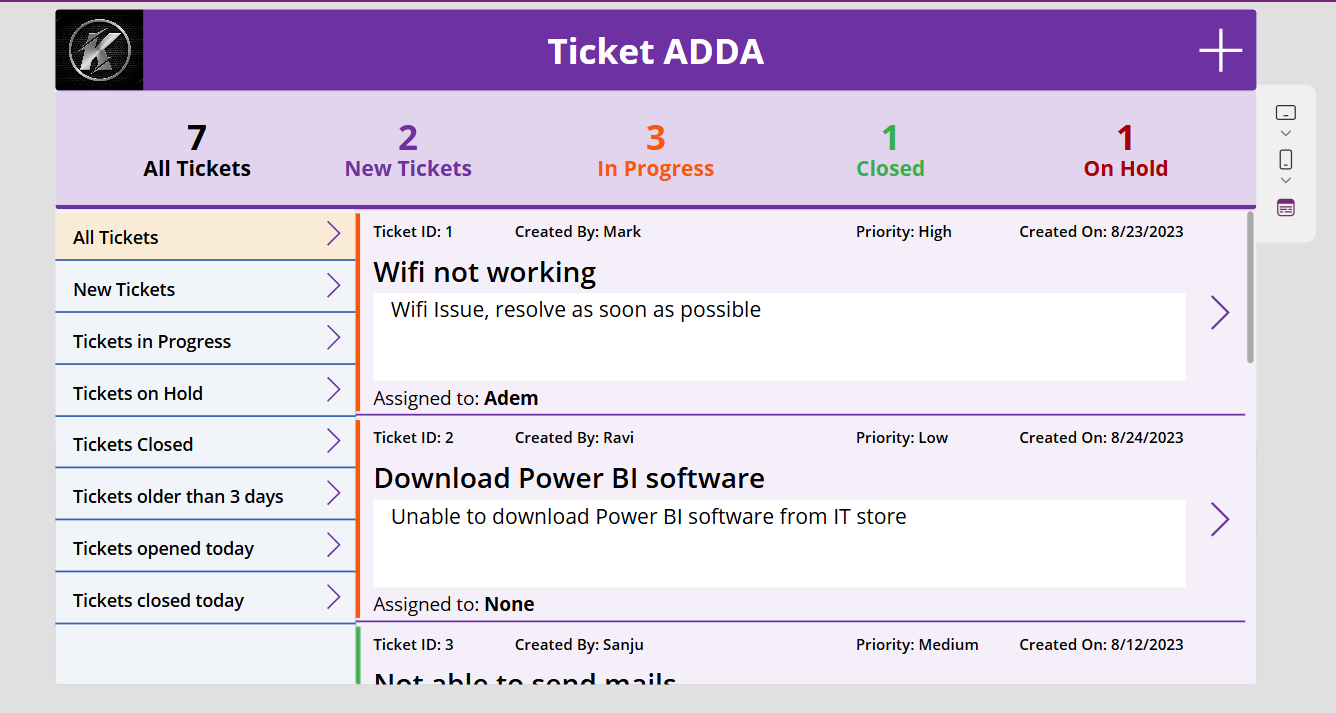 Ticket ADDA
7 2 3 1 1
All Tickets New Tickets In Progress Closed On Hold
All Tickets
New Tickets
Tickets in Progress
Tickets on Hold
Tickets Closed
Tickets older than 3 days
Tickets opened today
Tickets closed today
Ticket ID: 1 Created By: Mark Priority: High Created On: 8/23/2023
Wifi not working
Wifi Issue, resolve as soon as possible
Assigned to: Adem
Ticket ID: 2 Created By: Ravi Priority: Low Created On: 8/24/2023
Download Power BI software
Unable to download Power BI software from IT store
Assigned to: None
Ticket ID: 3 Created By: Sanju Priority: Medium Created On: 8/12/2023
Not able to send mails